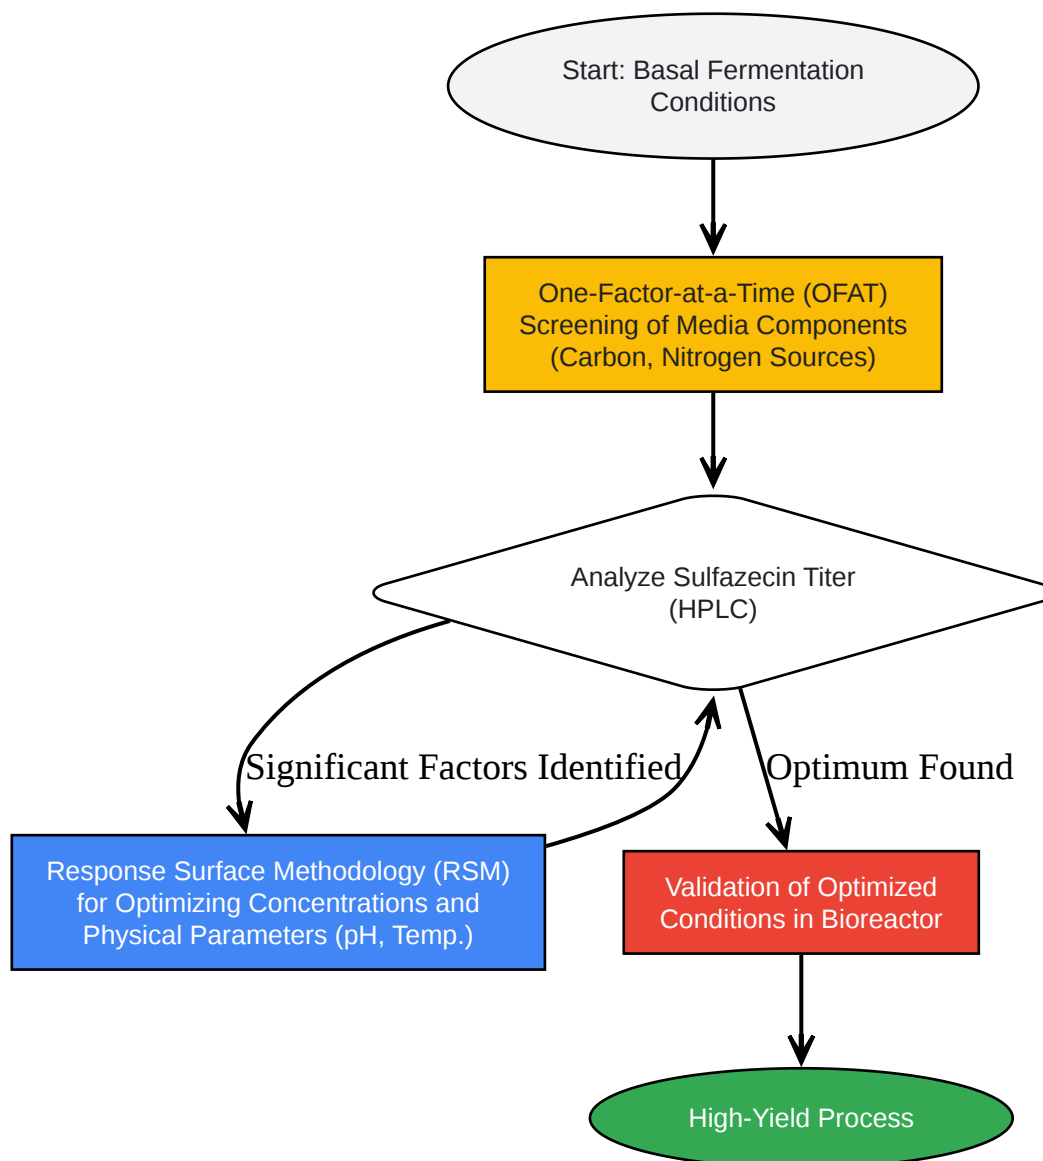 Start: Basal Fermentation
Conditions
One-Factor-at-a-Time (OFAT)
Screening of Media Components
(Carbon, Nitrogen Sources)
Analyze Sulfazecin Titer
(HPLC)
Significant Factors Identified
Optimum Found
Response Surface Methodology (RSM)
for Optimizing Concentrations and
Physical Parameters (pH, Temp.)
Validation of Optimized
Conditions in Bioreactor
High-Yield Process